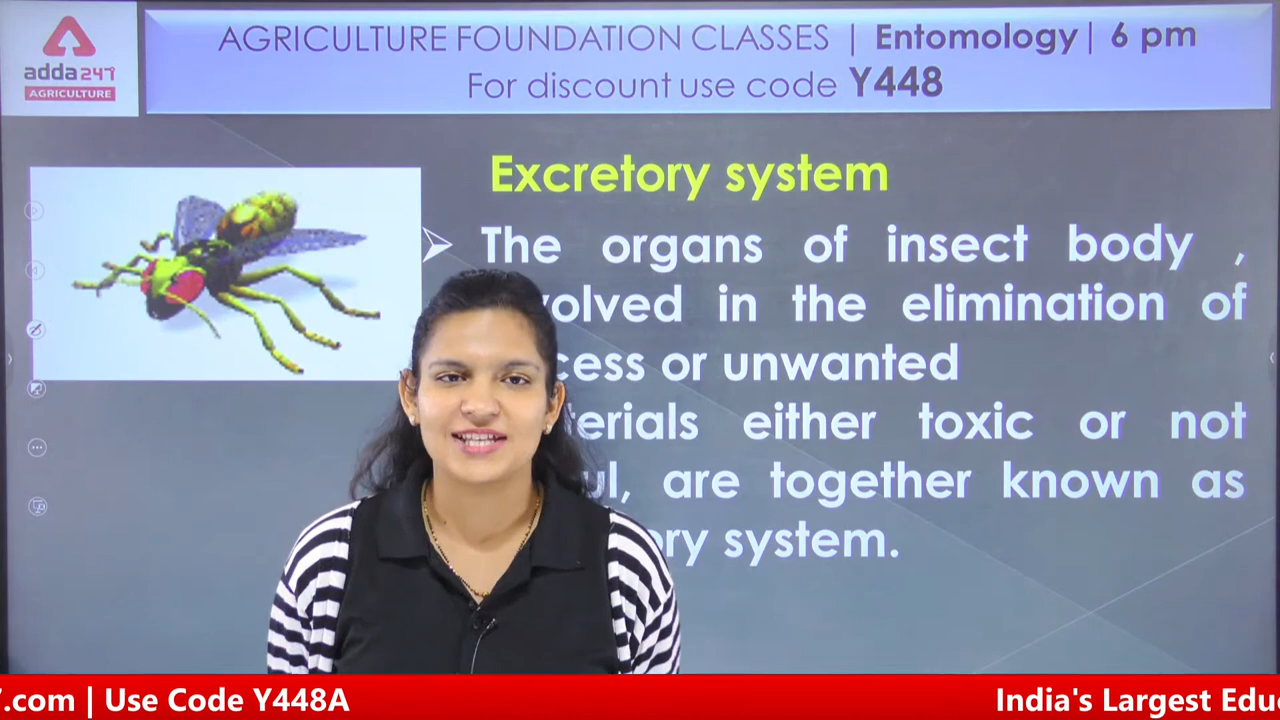 AGRICULTURE FOUNDATION CLASSES | Entomology| 6 pm
For discount use code Y448
adda247
AGRICULTURE
Excretory system
The organs of insect body ,
volved in the elimination of
cess or unwanted
terials either toxic or not
ul, are together known as
ry system.
7.com | Use Code Y448A
India's Largest Edu